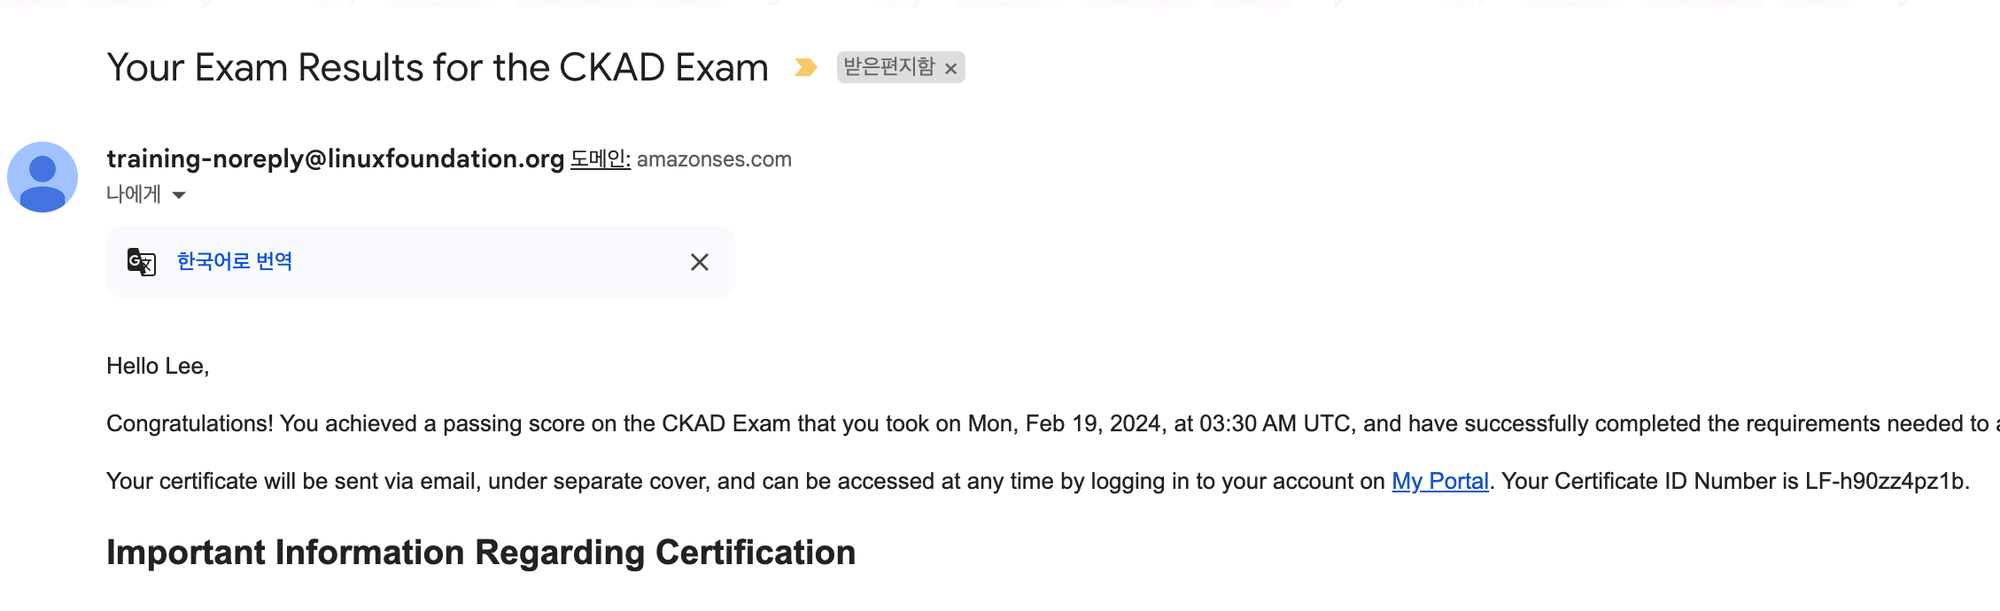 Your Exam Results for the CKAD Exam 받은편지함 ×
training-noreply@linuxfoundation.org 도메인: amazonses.com
나에게
한국어로 번역
Hello Lee,
Congratulations! You achieved a passing score on the CKAD Exam that you took on Mon, Feb 19, 2024, at 03:30 AM UTC, and have successfully completed the requirements needed to
Your certificate will be sent via email, under separate cover, and can be accessed at any time by logging in to your account on My Portal. Your Certificate ID Number is LF-h90zz4pz1b.
Important Information Regarding Certification